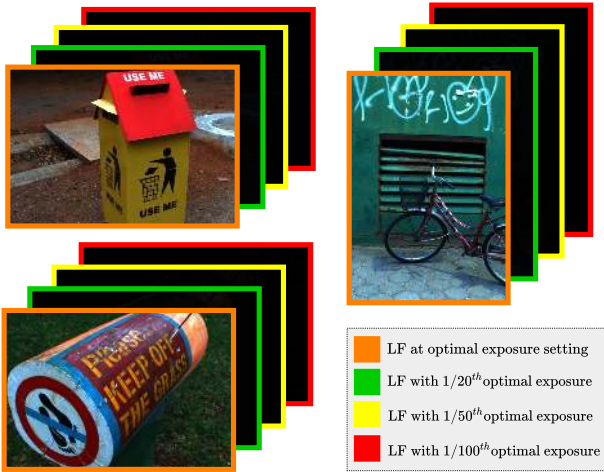 USE ME
USE ME
PLEASE
KEEP OFF
THE GRASS
LF at optimal exposure setting
LF with 1/20th optimal exposure
LF with 1/50th optimal exposure
LF with 1/100th optimal exposure